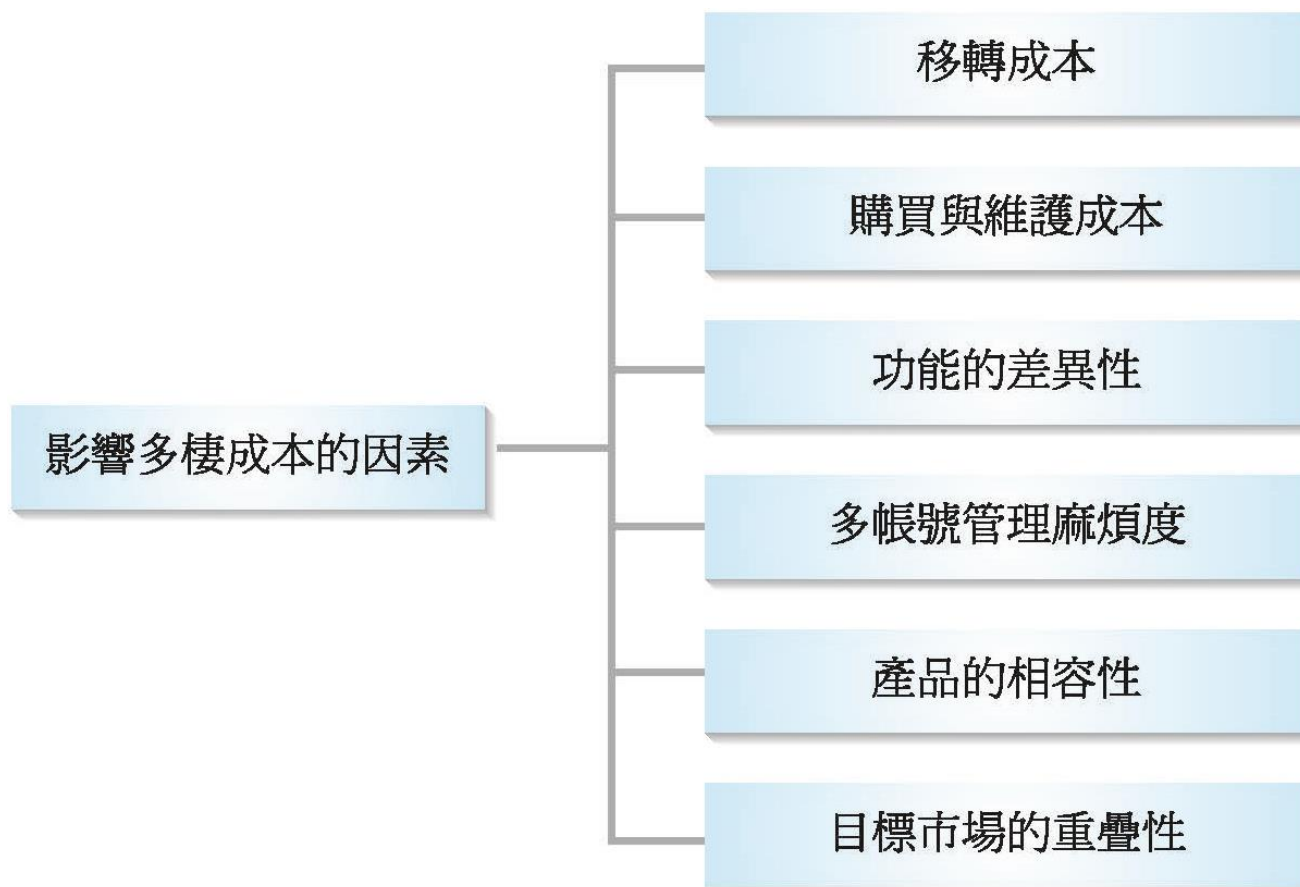 移轉成本
購買與維護成本
功能的差異性
影響多棲成本的因素
多帳號管理麻煩度
產品的相容性
目標市場的重疊性